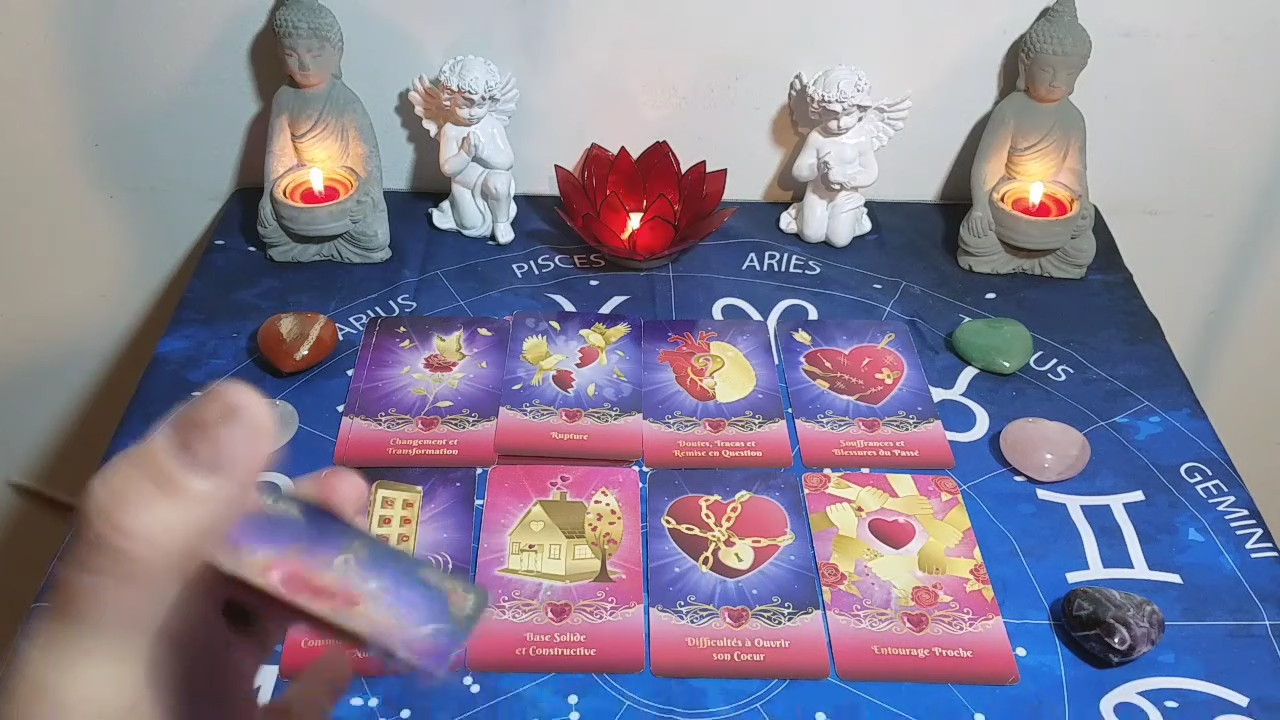 PISCES
ARIES
ARIUS
US
GEMINI
Changement et
Transformation
Rupture
Doutes, Tracas et
Remise en Question
Souffrances et
Blessures du Passé
Base Solide
et Constructive
Difficultés à Ouvrir
son Coeur
Entourage Proche